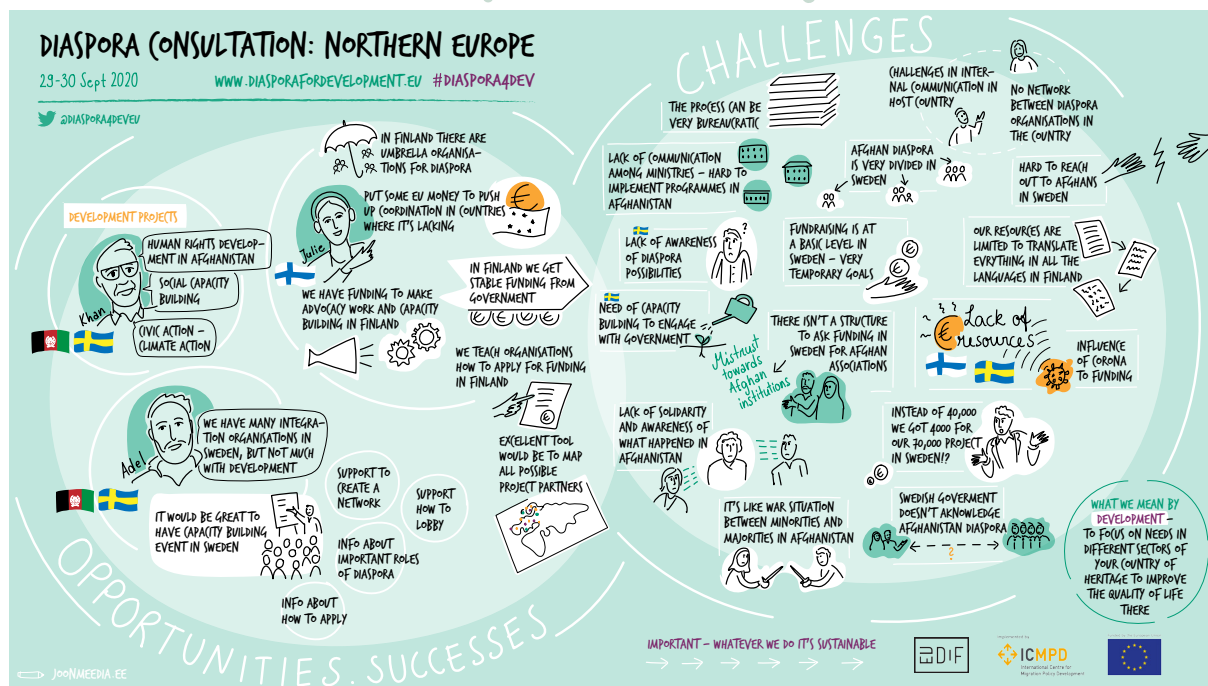 DIASPORA CONSULTATION: NORTHERN EUROPE
29-30 Sept 2020
WWW.DIASPORAFORDEVELOPMENT.EU #DIASPORA4DEV
@DIASPORA4DEVEU
IN FINLAND THERE ARE
UMBRELLA ORGANISA-
TIONS FOR DIASPORA
PUT SOME EU MONEY TO PUSH
UP COORDINATION IN COUNTRIES
WHERE IT'S LACKING
Julie
DEVELOPMENT PROJECTS
HUMAN RIGHTS DEVELOP-
MENT IN AFGHANISTAN
SOCIAL CAPACITY
BUILDING
CIVIC ACTION –
CLIMATE ACTION
Khan
WE HAVE FUNDING TO MAKE
ADVOCACY WORK AND CAPACITY
BUILDING IN FINLAND
IN FINLAND WE GET
STABLE FUNDING FROM
GOVERNMENT
WE TEACH ORGANISATIONS
HOW TO APPLY FOR FUNDING
IN FINLAND
EXCELLENT TOOL
WOULD BE TO MAP
ALL POSSIBLE
PROJECT PARTNERS
WE HAVE MANY INTEGRA-
TION ORGANISATIONS IN
SWEDEN, BUT NOT MUCH
WITH DEVELOPMENT
Adel
IT WOULD BE GREAT TO
HAVE CAPACITY BUILDING
EVENT IN SWEDEN
SUPPORT TO
CREATE A
NETWORK
SUPPORT
HOW TO
LOBBY
INFO ABOUT
IMPORTANT ROLES
OF DIASPORA
INFO ABOUT
HOW TO APPLY
OPPORTUNITIES, SUCCESSES
JOONMEEDIA.EE
CHALLENGES
THE PROCESS CAN BE
VERY BUREAUCRATIC
CHALLENGES IN INTER-
NAL COMMUNICATION IN
HOST COUNTRY
NO NETWORK
BETWEEN DIASPORA
ORGANISATIONS IN
THE COUNTRY
LACK OF COMMUNICATION
AMONG MINISTRIES – HARD TO
IMPLEMENT PROGRAMMES IN
AFGHANISTAN
AFGHAN DIASPORA
IS VERY DIVIDED IN
SWEDEN
HARD TO REACH
OUT TO AFGHANS
IN SWEDEN
LACK OF AWARENESS
OF DIASPORA
POSSIBILITIES
?
FUNDRAISING IS AT
A BASIC LEVEL IN
SWEDEN – VERY
TEMPORARY GOALS
OUR RESOURCES ARE
LIMITED TO TRANSLATE
EVRYTHING IN ALL THE
LANGUAGES IN FINLAND
NEED OF CAPACITY
BUILDING TO ENGAGE
WITH GOVERNMENT
Mistrust
towards
Afghan
institutions
THERE ISN'T A STRUCTURE
TO ASK FUNDING IN
SWEDEN FOR AFGHAN
ASSOCIATIONS
Lack of
resources
INFLUENCE
OF CORONA
TO FUNDING
LACK OF SOLIDARITY
AND AWARENESS OF
WHAT HAPPENED IN
AFGHANISTAN
INSTEAD OF 40,000
WE GOT 4000 FOR
OUR 70,000 PROJECT
IN SWEDEN!?
IT'S LIKE WAR SITUATION
BETWEEN MINORITIES AND
MAJORITIES IN AFGHANISTAN
SWEDISH GOVERMENT
DOESN'T AKNOWLEDGE
AFGHANISTAN DIASPORA
?
WHAT WE MEAN BY
DEVELOPMENT –
TO FOCUS ON NEEDS IN
DIFFERENT SECTORS OF
YOUR COUNTRY OF
HERITAGE TO IMPROVE
THE QUALITY OF LIFE
THERE
IMPORTANT – WHATEVER WE DO IT'S SUSTAINABLE
EUDIF
Implemented by
ICMPD
International Centre for
Migration Policy Development